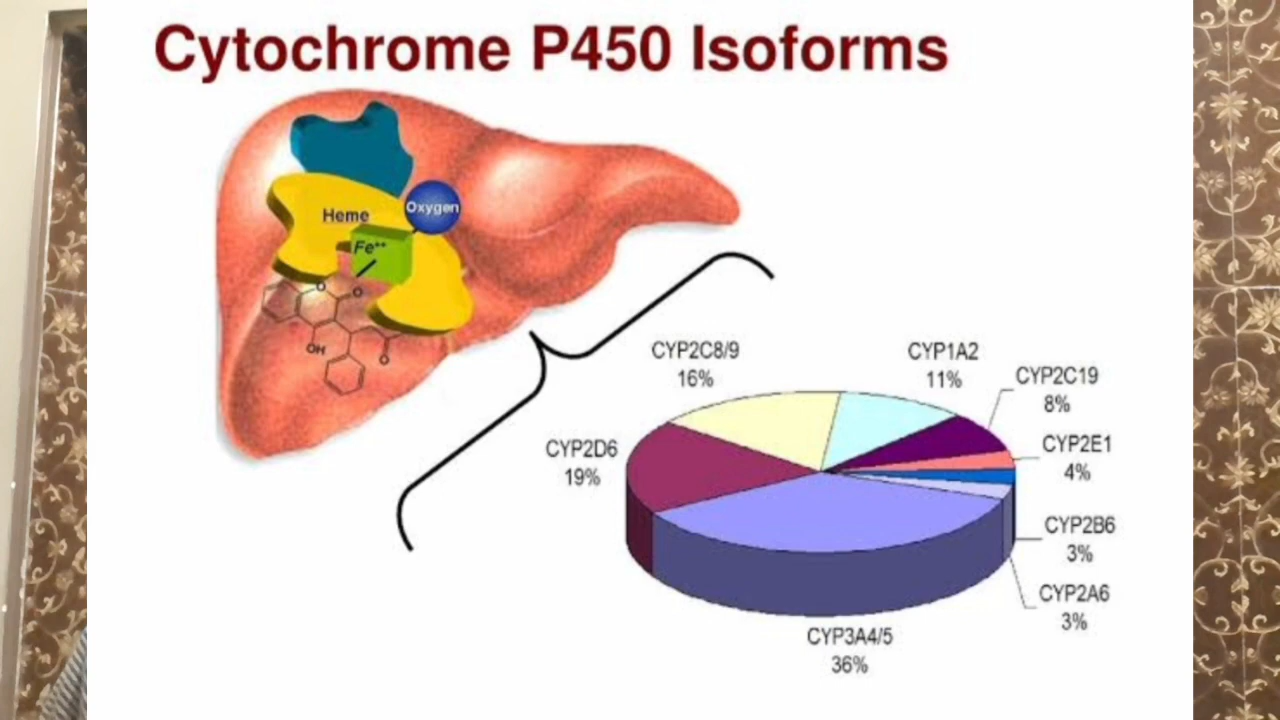 Cytochrome P450 Isoforms
Heme
Oxygen
Fe++
O
O
OH
O
CYP2C8/9
16%
CYP1A2
11%
CYP2C19
8%
CYP2D6
19%
CYP2E1
4%
CYP2B6
3%
CYP2A6
3%
CYP3A4/5
36%